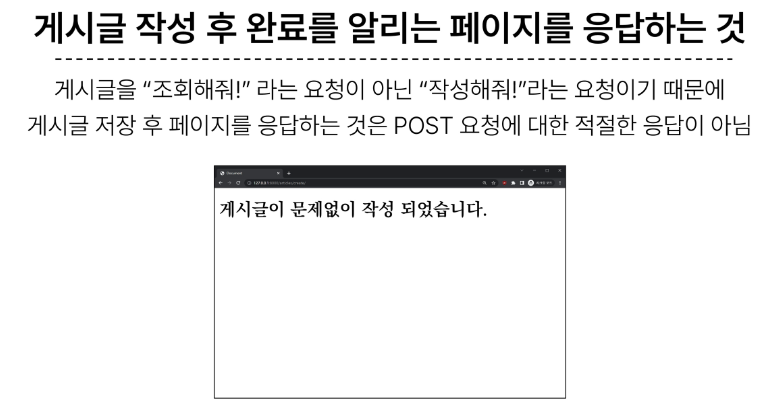 게시글 작성 후 완료를 알리는 페이지를 응답하는 것
게시글을 “조회해줘!” 라는 요청이 아닌 “작성해줘!”라는 요청이기 때문에
게시글 저장 후 페이지를 응답하는 것은 POST 요청에 대한 적절한 응답이 아님
Document
게시글이 문제없이 작성 되었습니다.